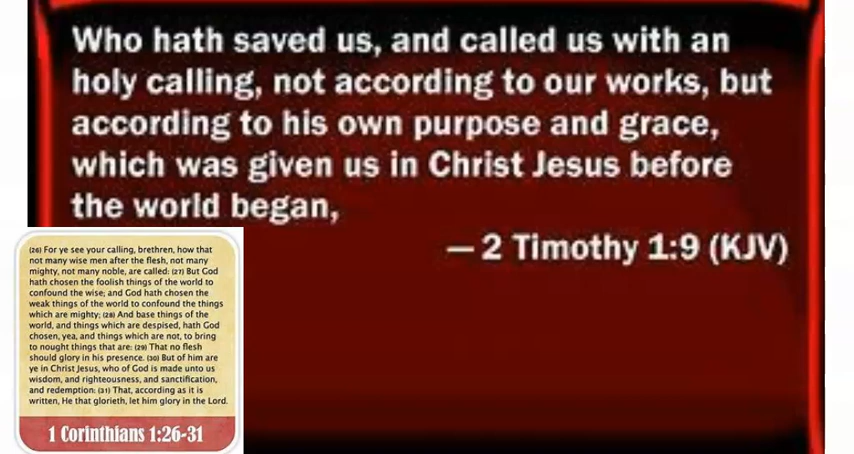 Who hath saved us, and called us with an
holy calling, not according to our works, but
according to his own purpose and grace,
which was given us in Christ Jesus before
the world began,
— 2 Timothy 1:9 (KJV)
(26) For ye see your calling, brethren, how that
not many wise men after the flesh, not many
mighty, not many noble, are called: (27) But God
hath chosen the foolish things of the world to
confound the wise; and God hath chosen the
weak things of the world to confound the things
which are mighty; (28) And base things of the
world, and things which are despised, hath God
chosen, yea, and things which are not, to bring
to nought things that are: (29) That no flesh
should glory in his presence. (30) But of him are
ye in Christ Jesus, who of God is made unto us
wisdom, and righteousness, and sanctification,
and redemption: (31) That, according as it is
written, He that glorieth, let him glory in the Lord.
1 Corinthians 1:26-31